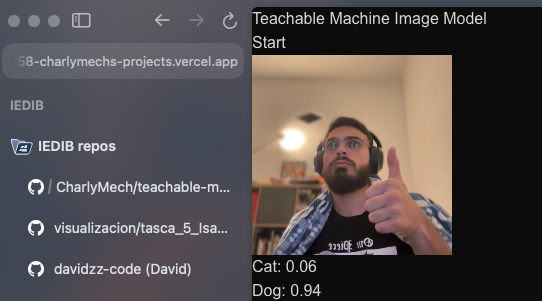 58-charlymechs-projects.vercel.app
IEDIB
IEDIB repos
/ CharlyMech/teachable-m...
visualizacion/tasca_5_Isa...
davidzz-code (David)
Teachable Machine Image Model
Start
Cat: 0.06
Dog: 0.94